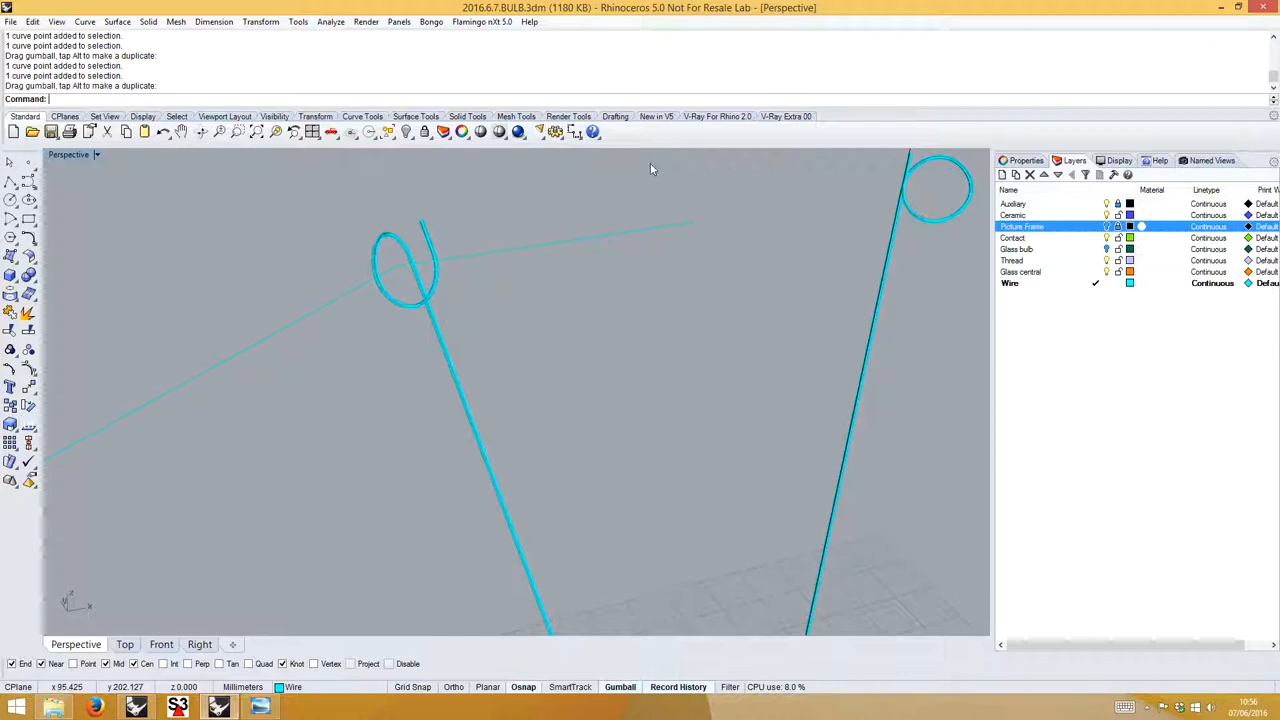 2016.6.7.BULB.3dm (1180 KB) - Rhinoceros 5.0 Not For Resale Lab - [Perspective]
File Edit View Curve Surface Solid Mesh Dimension Transform Tools Analyze Render Panels Bongo Flamingo nXt 5.0 Help
1 curve point added to selection.
1 curve point added to selection.
Drag gumball, tap Alt to make a duplicate:
1 curve point added to selection.
1 curve point added to selection.
Drag gumball, tap Alt to make a duplicate:
Command:
Standard CPlanes Set View Display Select Viewport Layout Visibility Transform Curve Tools Surface Tools Solid Tools Mesh Tools Render Tools Drafting New in V5 V-Ray For Rhino 2.0 V-Ray Extra 00
Perspective
Properties Layers Display Help Named Views
Name Material Linetype Print W
Auxiliary Continuous Default
Ceramic Continuous Default
Picture Frame Continuous Default
Contact Continuous Default
Glass bulb Continuous Default
Thread Continuous Default
Glass central Continuous Default
Wire Continuous Defau
z
y
x
Perspective Top Front Right
End Near Point Mid Cen Int Perp Tan Quad Knot Vertex Project Disable
CPlane x 95.425 y 202.127 z 0.000 Millimeters Wire Grid Snap Ortho Planar Osnap SmartTrack Gumball Record History Filter CPU use: 8.0 %
S3
10:56
07/06/2016